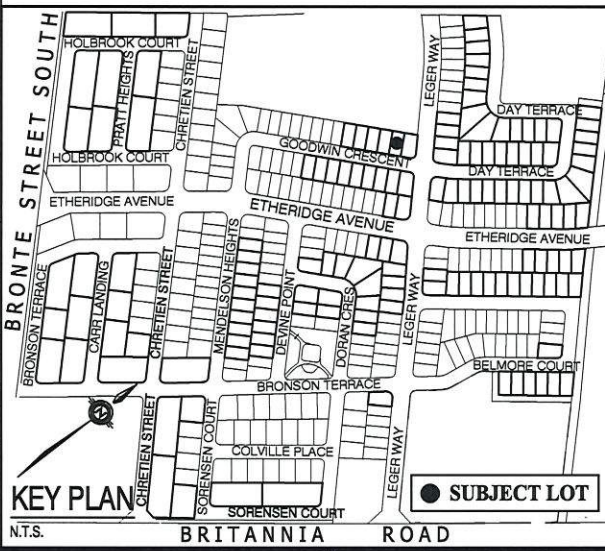 HOLBROOK COURT
BRONTE STREET SOUTH
PRATT HEIGHTS
CHRETIEN STREET
HOLBROOK COURT
LEGER WAY
DAY TERRACE
GOODWIN CRESCENT
DAY TERRACE
ETHERIDGE AVENUE
ETHERIDGE AVENUE
ETHERIDGE AVENUE
BRONSON TERRACE
CARR LANDING
CHRETIEN STREET
MENDELSON HEIGHTS
DEVINE POINT
DORAN CRES
LEGER WAY
BELMORE COURT
BRONSON TERRACE
N
CHRETIEN STREET
SORENSEN COURT
COLVILLE PLACE
LEGER WAY
KEY PLAN
SUBJECT LOT
SORENSEN COURT
N.T.S.
BRITANNIA ROAD